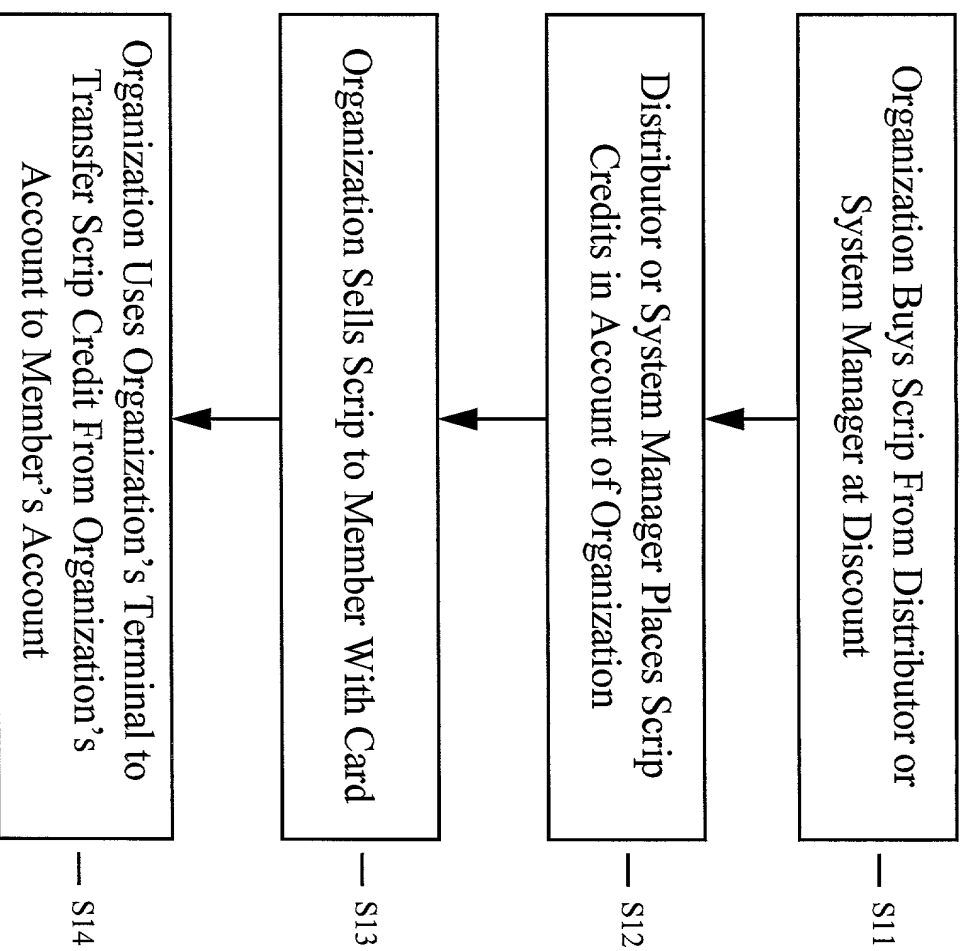 Organization Buys Scrip From Distributor or
System Manager at Discount
S11
Distributor or System Manager Places Scrip
Credits in Account of Organization
S12
Organization Sells Scrip to Member With Card
S13
Organization Uses Organization's Terminal to
Transfer Scrip Credit From Organization's
Account to Member's Account
S14